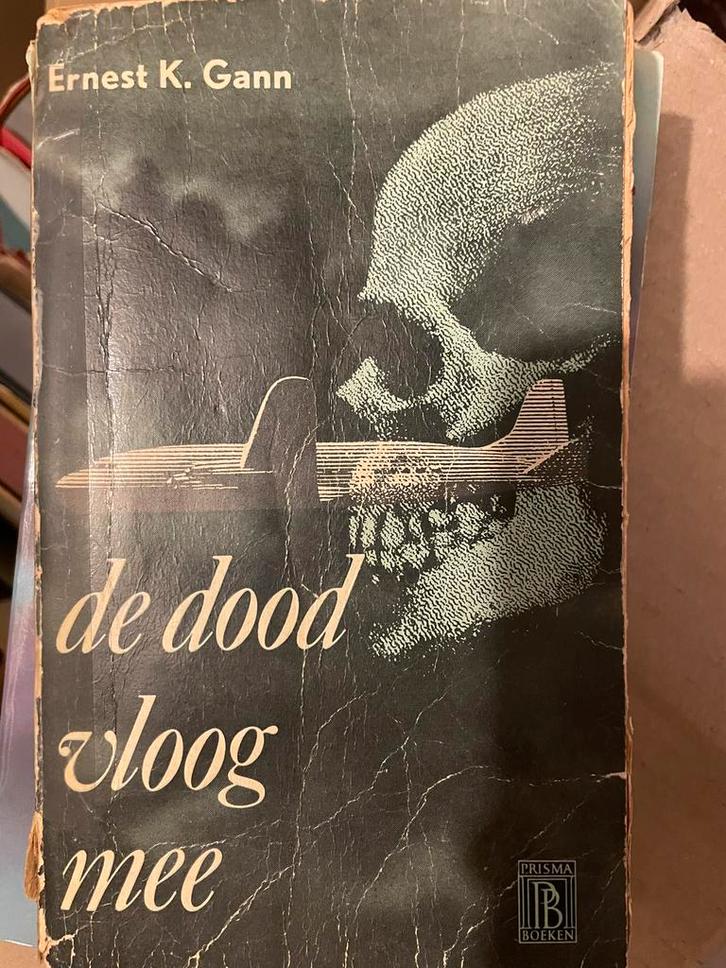 Ernest K. Gann
de dood
vloog
mee
PRISMA
PB
BOEKEN